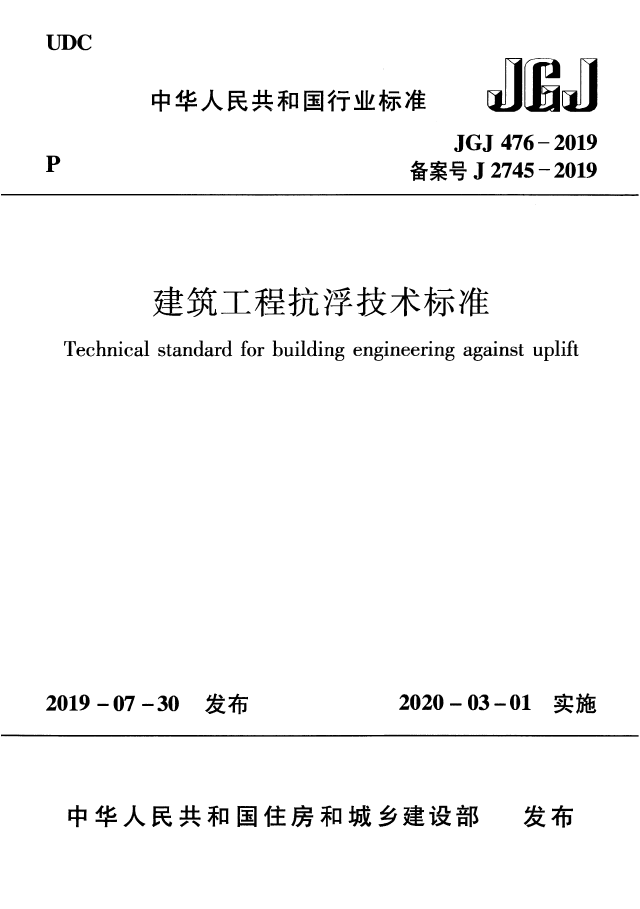 UDC
中华人民共和国行业标准
JGJ
JGJ 476-2019
P
备案号 J 2745-2019
建筑工程抗浮技术标准
Technical standard for building engineering against uplift
2019-07-30 发布
2020-03-01 实施
中华人民共和国住房和城乡建设部 发布